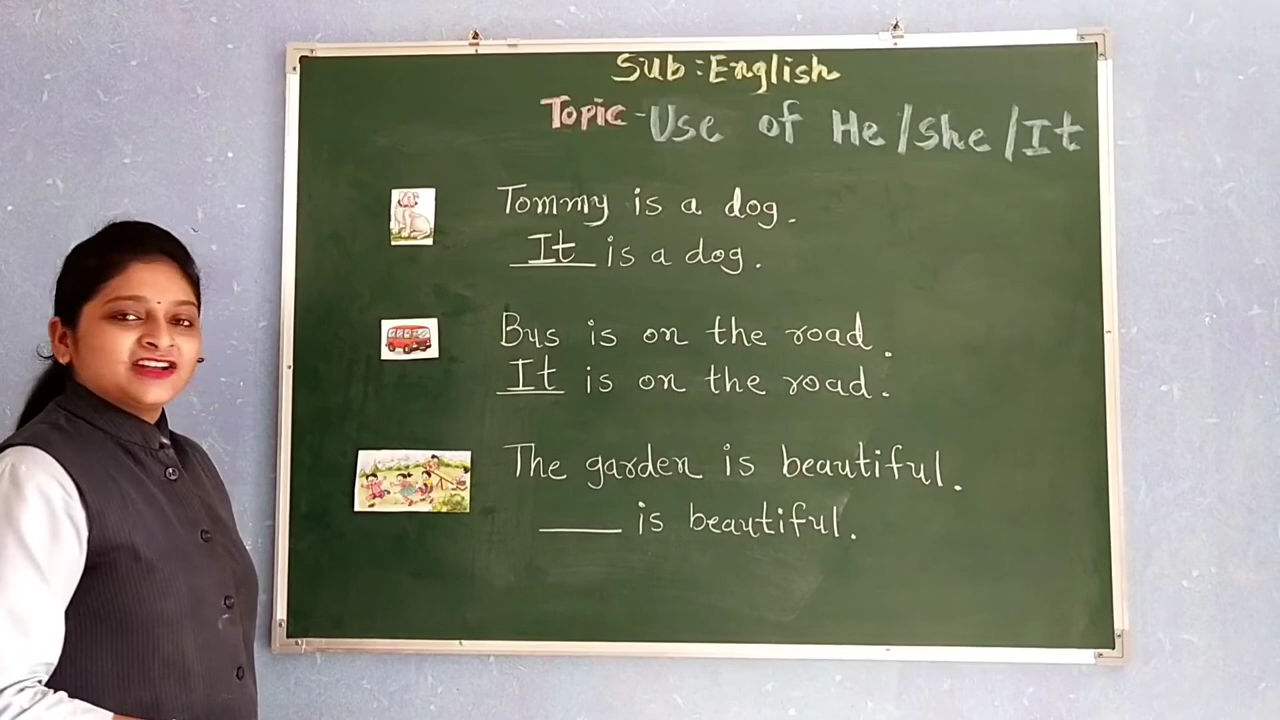 Sub : English
Topic - Use of He/She/It
Tommy is a dog.
It is a dog.
Bus is on the road.
It is on the road.
The garden is beautiful.
____ is beautiful.